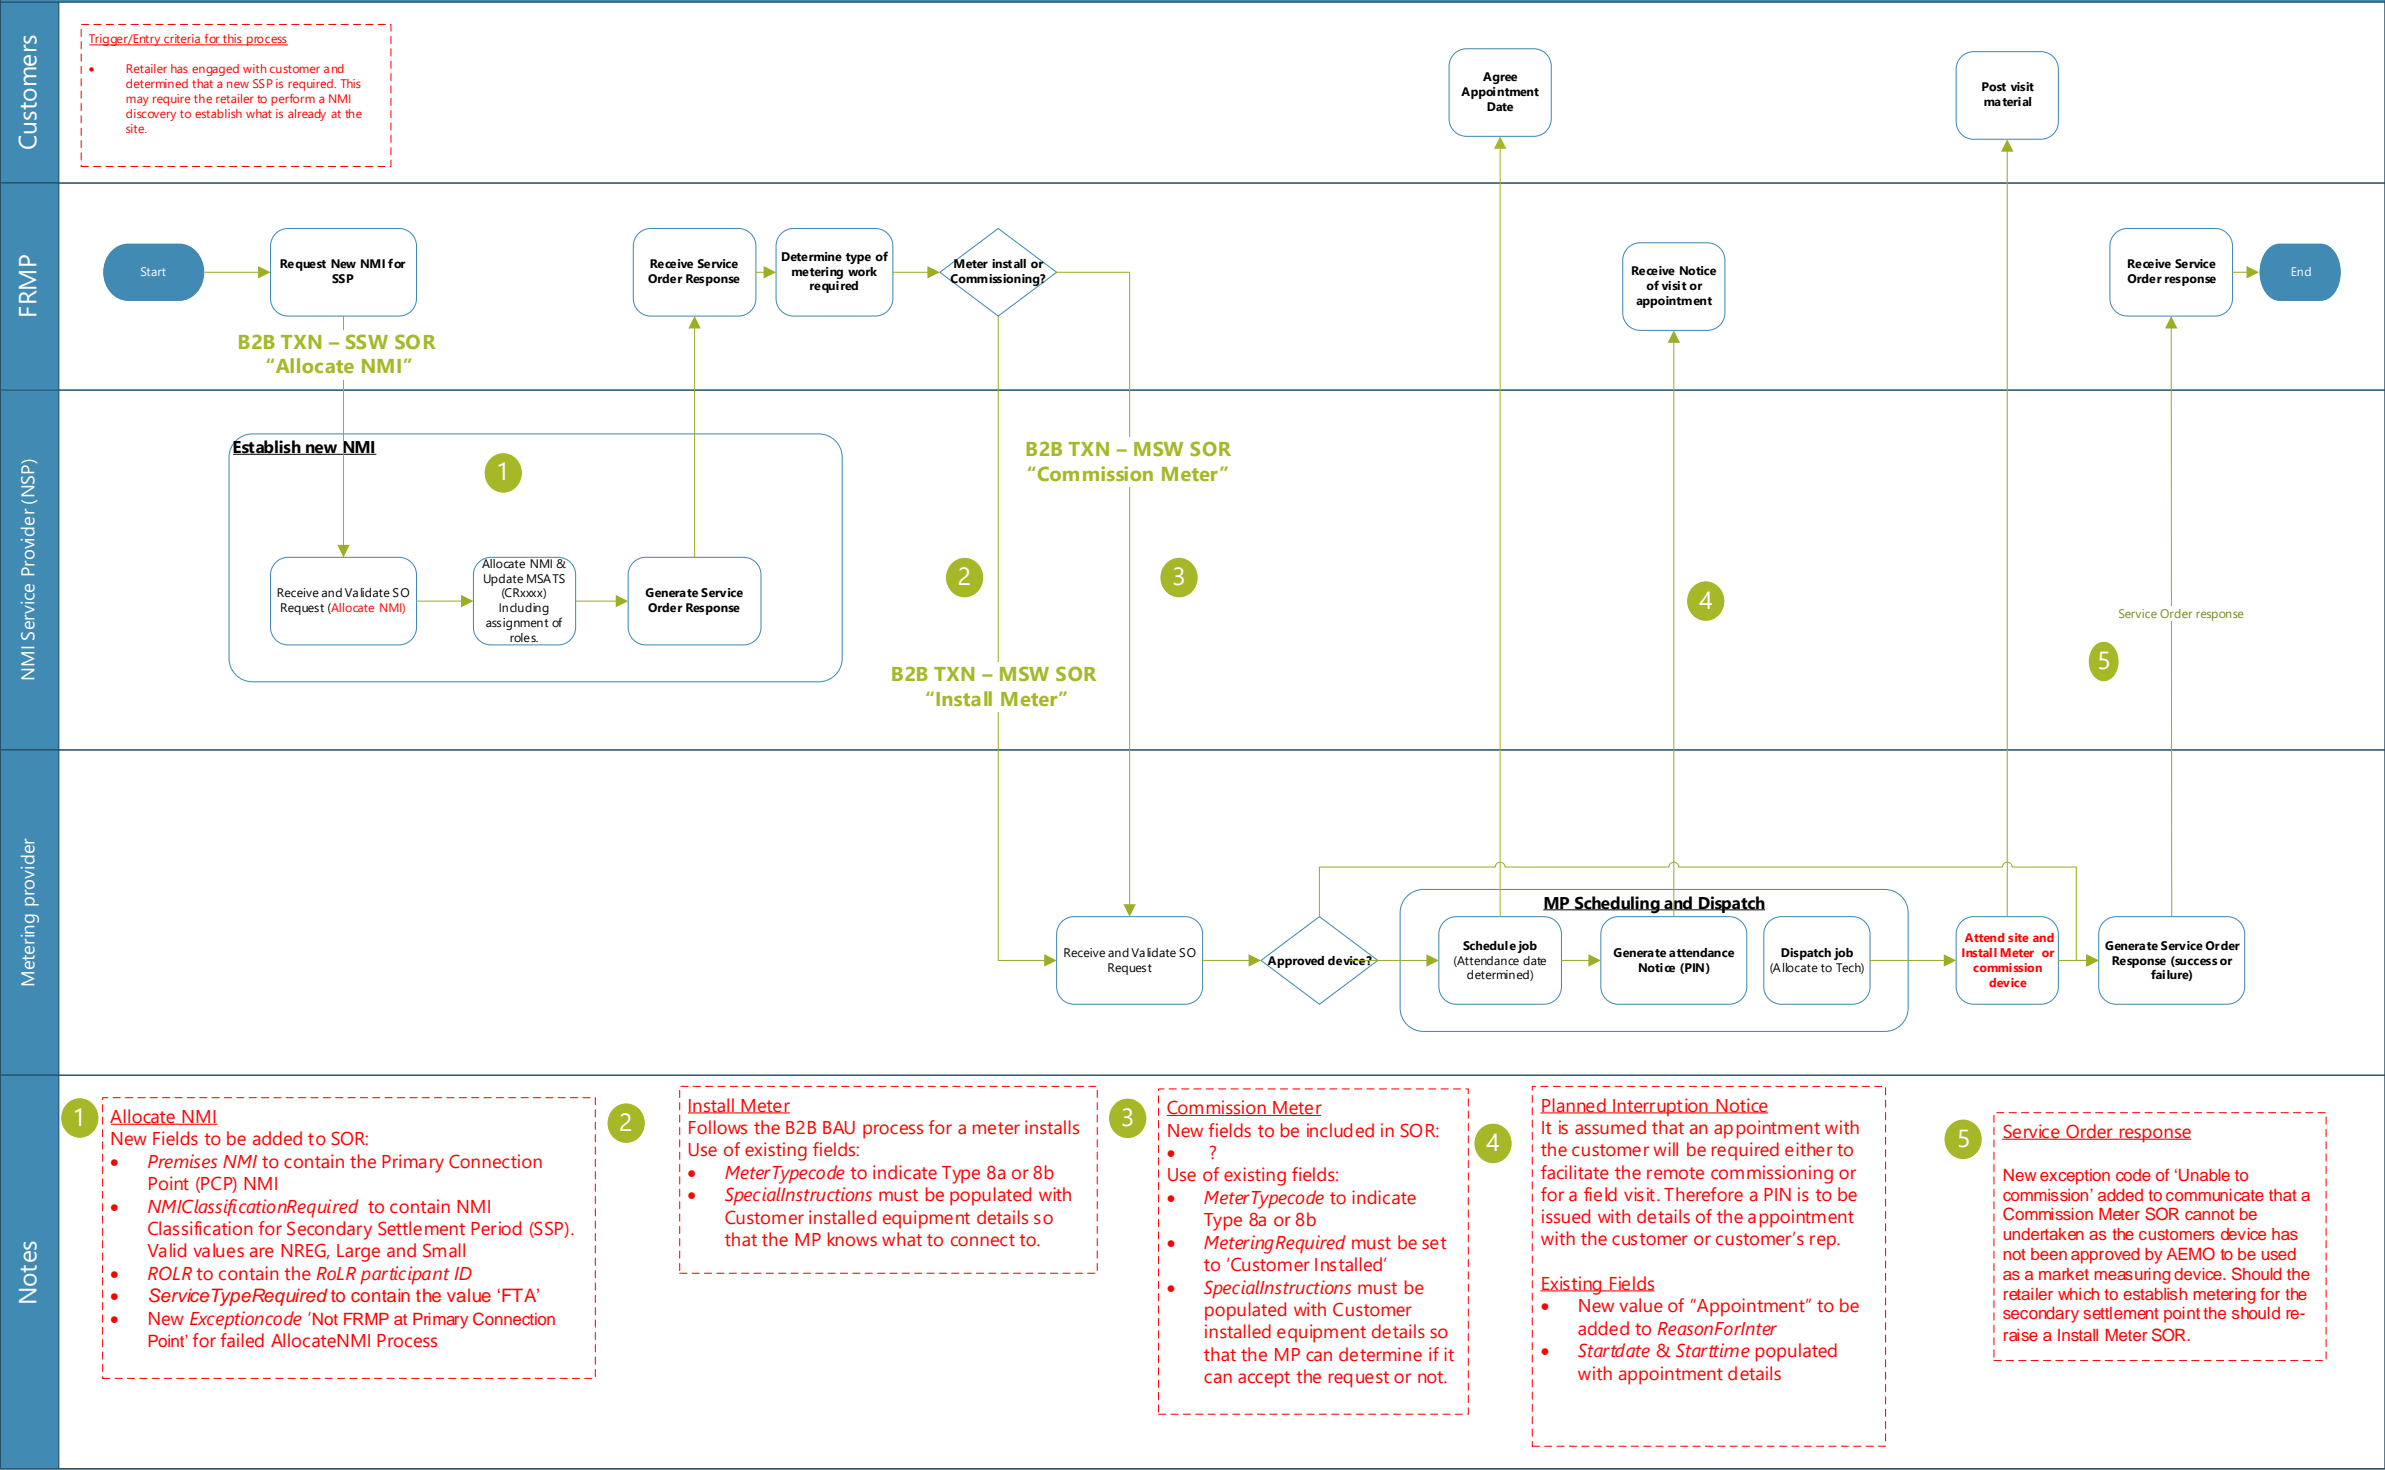 Customers
Trigger/Entry criteria for this process
• Retailer has engaged with customer and
determined that a new SSP is required. This
may require the retailer to perform a NMI
discovery to establish what is already at the
site.
Agree
Appointment
Date
Post visit
material
FRMP
Start
Request New NMI for
SSP
Receive Service
Order Response
Determine type of
metering work
required
Meter install or
Commissioning?
Receive Notice
of visit or
appointment
Receive Service
Order response
End
B2B TXN – SSW SOR
“Allocate NMI”
NMI Service Provider (NSP)
Establish new NMI
1
Receive and Validate SO
Request (Allocate NMI)
Allocate NMI &
Update MSATS
(CRxxxx)
Including
assignment of
roles.
Generate Service
Order Response
B2B TXN – MSW SOR
“Commission Meter”
2
3
B2B TXN – MSW SOR
“Install Meter”
4
Service Order response
5
Metering provider
Receive and Validate SO
Request
Approved device?
MP Scheduling and Dispatch
Schedule job
(Attendance date
determined)
Generate attendance
Notice (PIN)
Dispatch job
(Allocate to Tech)
Attend site and
Install Meter or
commission
device
Generate Service Order
Response (success or
failure)
Notes
1
Allocate NMI
New Fields to be added to SOR:
• Premises NMI to contain the Primary Connection
Point (PCP) NMI
• NMIClassificationRequired to contain NMI
Classification for Secondary Settlement Period (SSP).
Valid values are NREG, Large and Small
• ROLR to contain the RoLR participant ID
• ServiceTypeRequired to contain the value ‘FTA’
• New Exceptioncode ‘Not FRMP at Primary Connection
Point’ for failed AllocateNMI Process
2
Install Meter
Follows the B2B BAU process for a meter installs
Use of existing fields:
• MeterTypecode to indicate Type 8a or 8b
• SpecialInstructions must be populated with
Customer installed equipment details so
that the MP knows what to connect to.
3
Commission Meter
New fields to be included in SOR:
• ?
Use of existing fields:
• MeterTypecode to indicate
Type 8a or 8b
• MeteringRequired must be set
to ‘Customer Installed’
• SpecialInstructions must be
populated with Customer
installed equipment details so
that the MP can determine if it
can accept the request or not.
4
Planned Interruption Notice
It is assumed that an appointment with
the customer will be required either to
facilitate the remote commissioning or
for a field visit. Therefore a PIN is to be
issued with details of the appointment
with the customer or customer’s rep.
Existing Fields
• New value of “Appointment” to be
added to ReasonForInter
• Startdate & Starttime populated
with appointment details
5
Service Order response
New exception code of ‘Unable to
commission’ added to communicate that a
Commission Meter SOR cannot be
undertaken as the customers device has
not been approved by AEMO to be used
as a market measuring device. Should the
retailer which to establish metering for the
secondary settlement point the should re-
raise a Install Meter SOR.